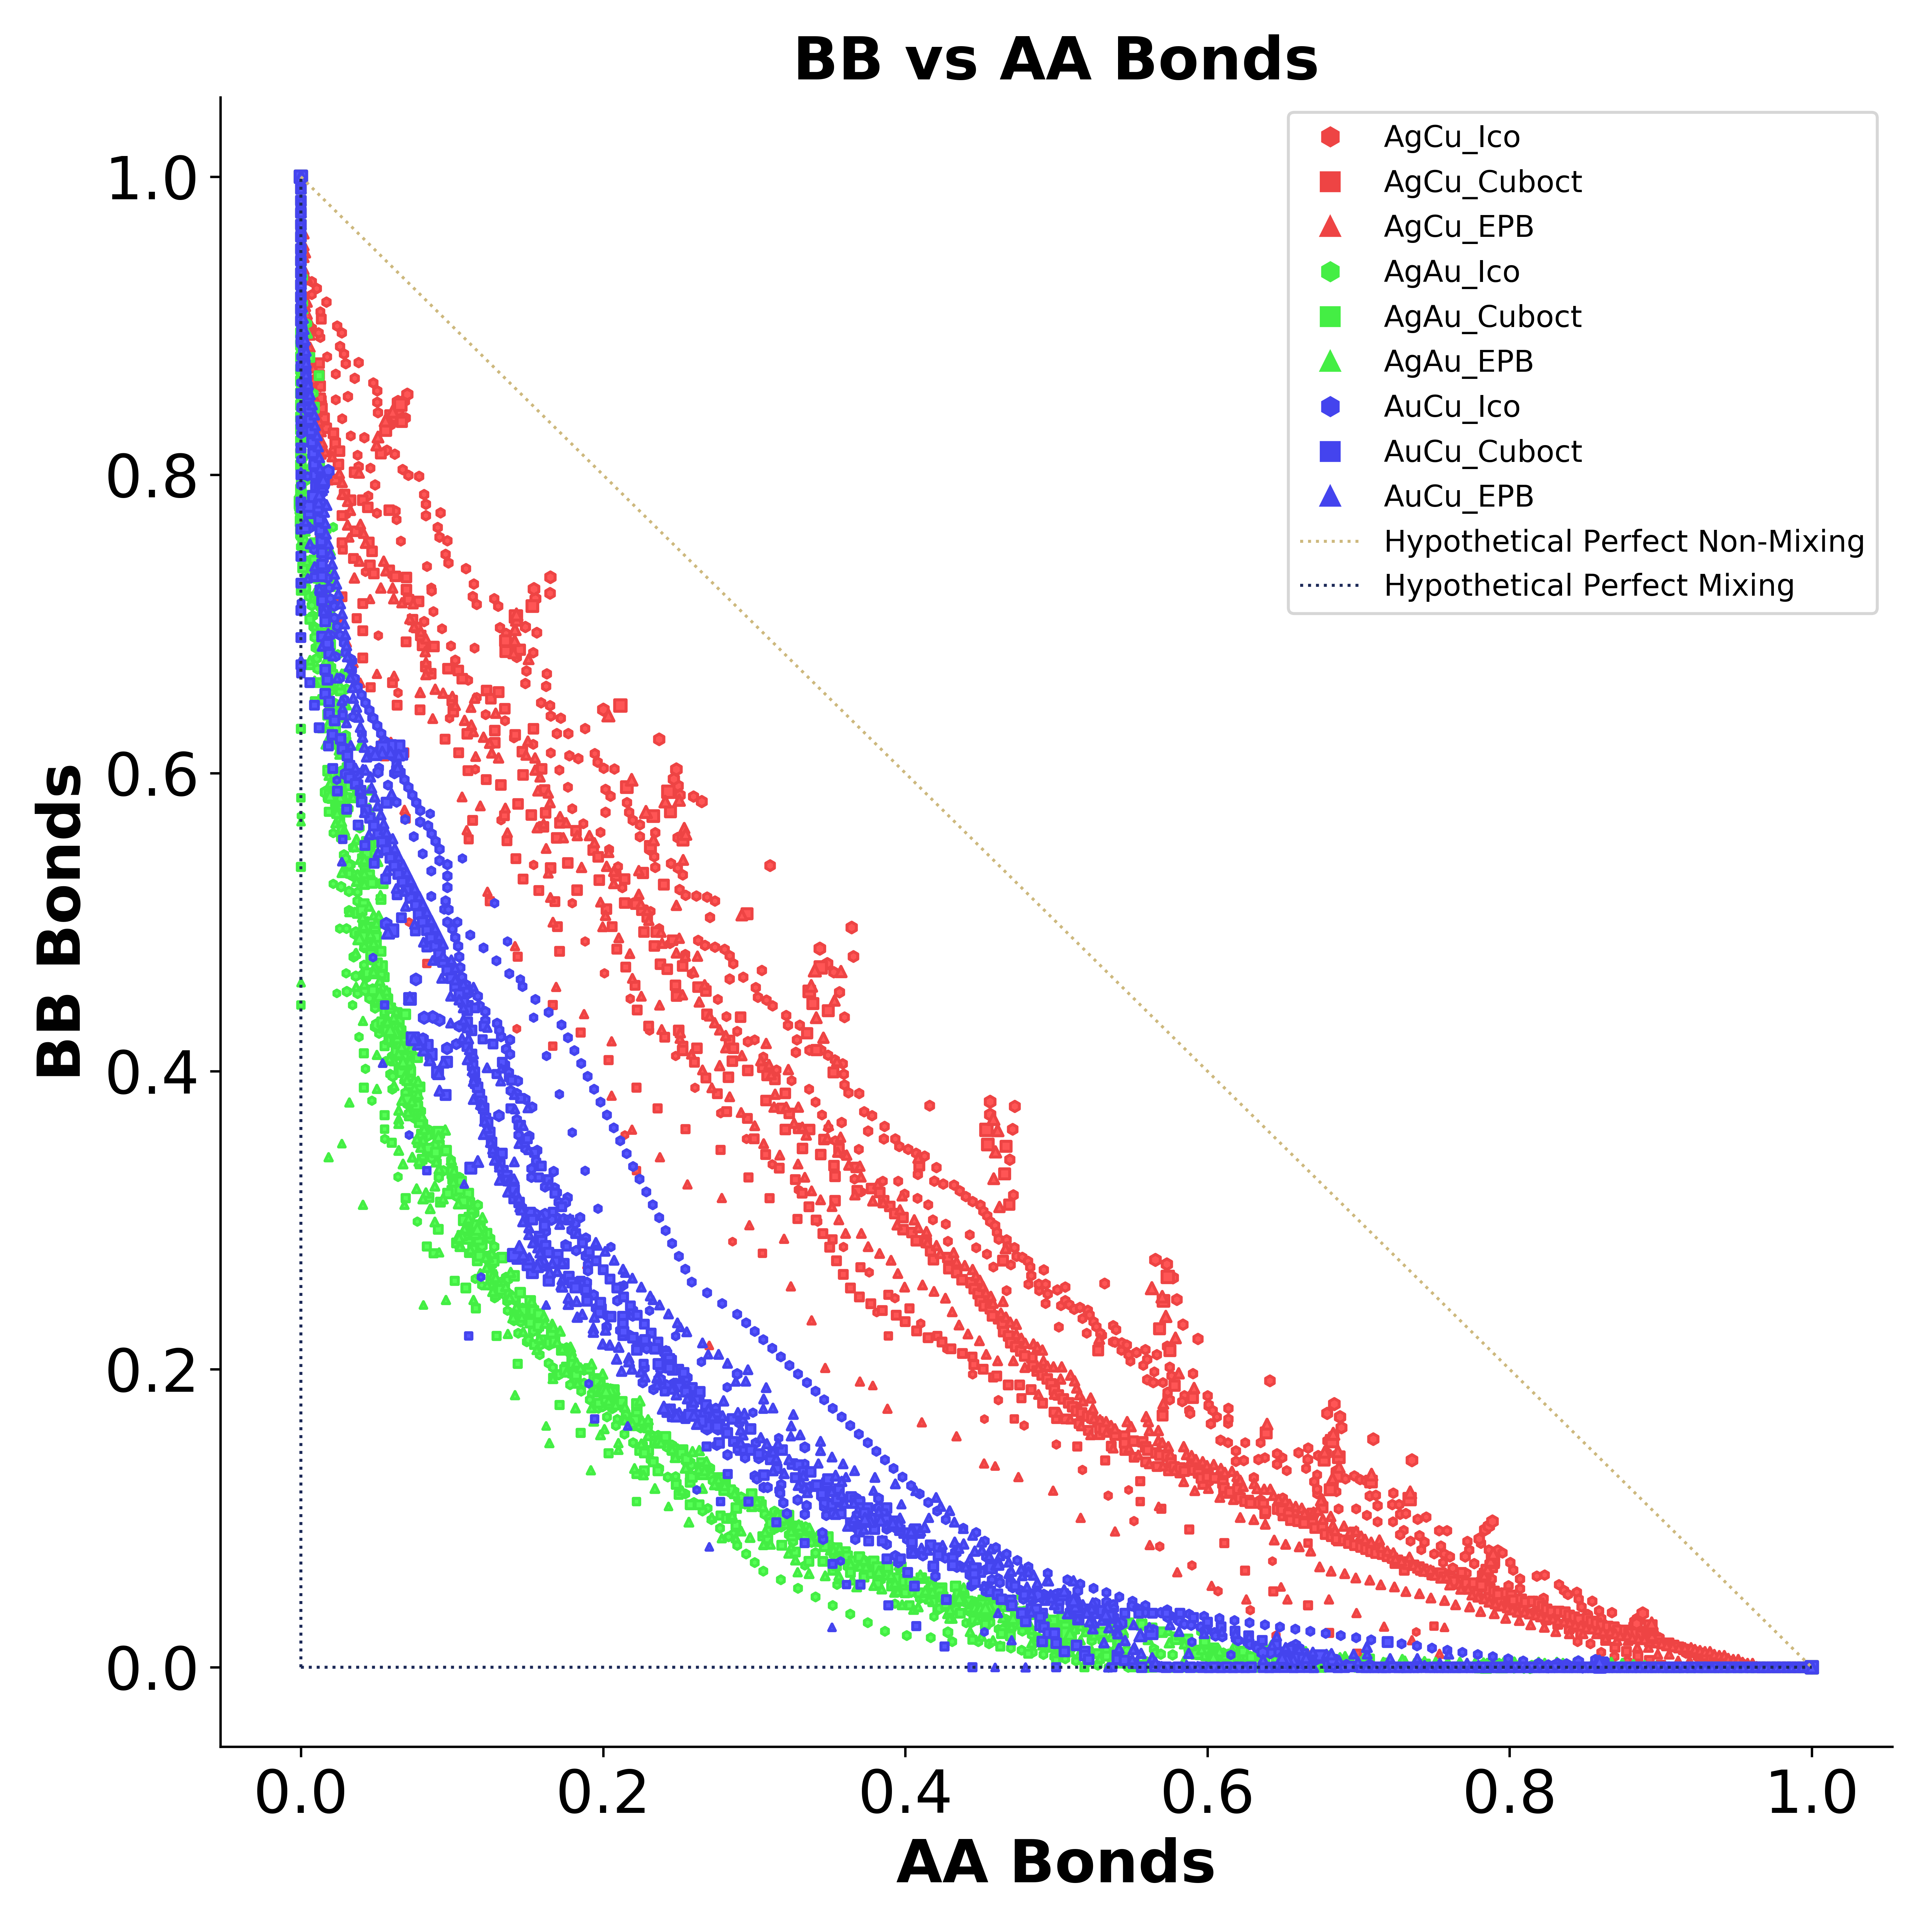 BB vs AA Bonds
AgCu_Ico
AgCu_Cuboct
AgCu_EPB
AgAu_Ico
AgAu_Cuboct
AgAu_EPB
AuCu_Ico
AuCu_Cuboct
AuCu_EPB
Hypothetical Perfect Non-Mixing
Hypothetical Perfect Mixing
BB Bonds
1.0
0.8
0.6
0.4
0.2
0.0
0.0 0.2 0.4 0.6 0.8 1.0
AA Bonds